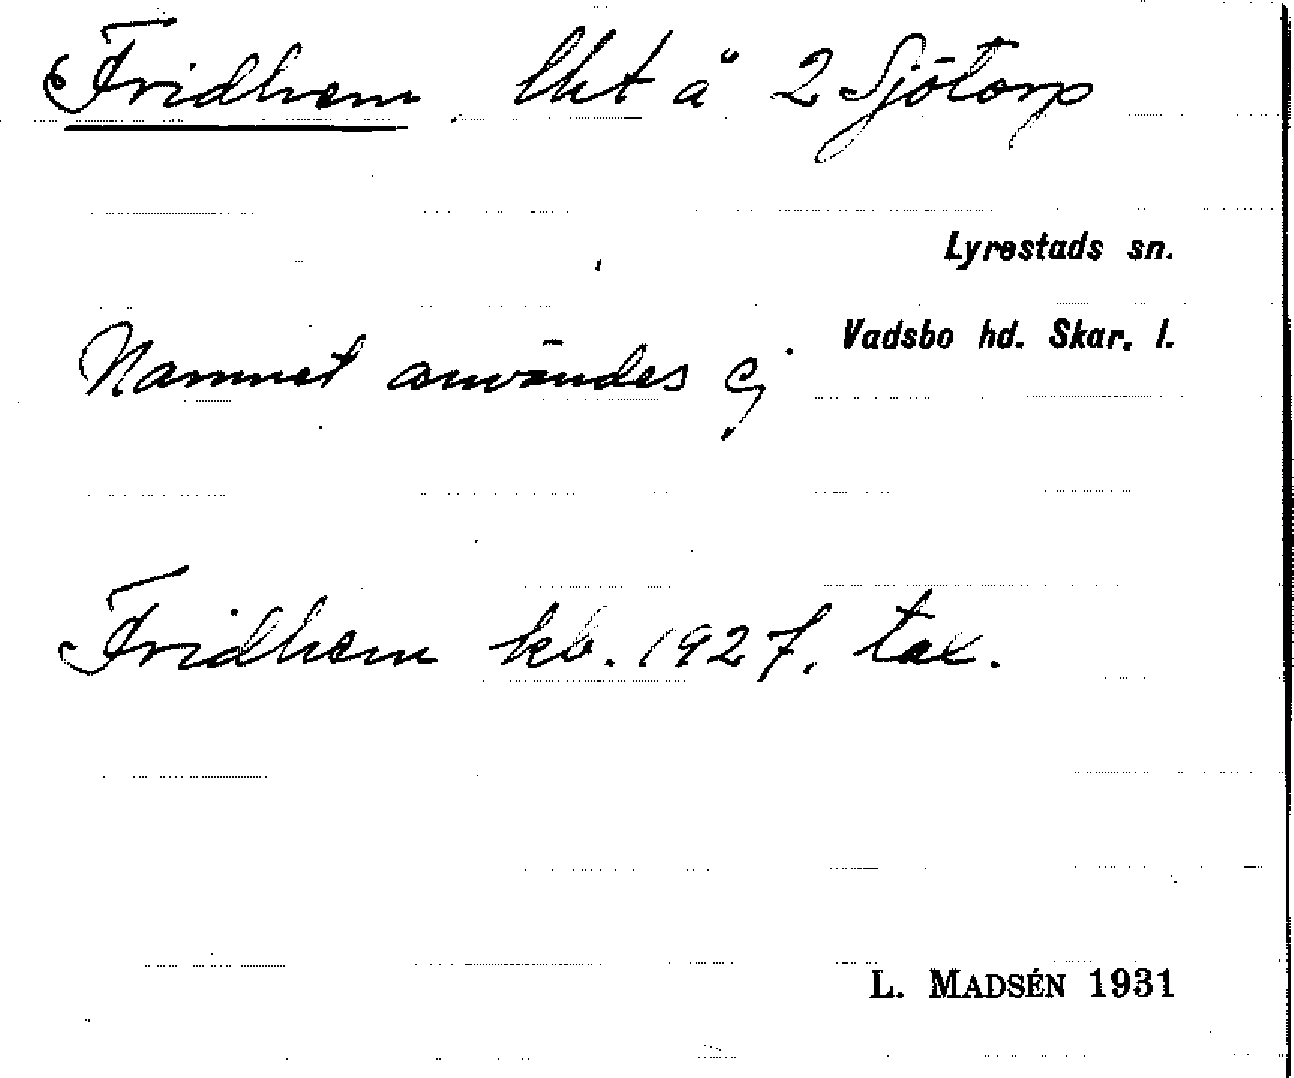 Fridhem, lht å 2 Sjötorp
Lyrestads sn.
Vadsbo hd. Skar. l.
Namnet användes ej
Fridhem kb. 1927, tax.
L. MADSÉN 1931